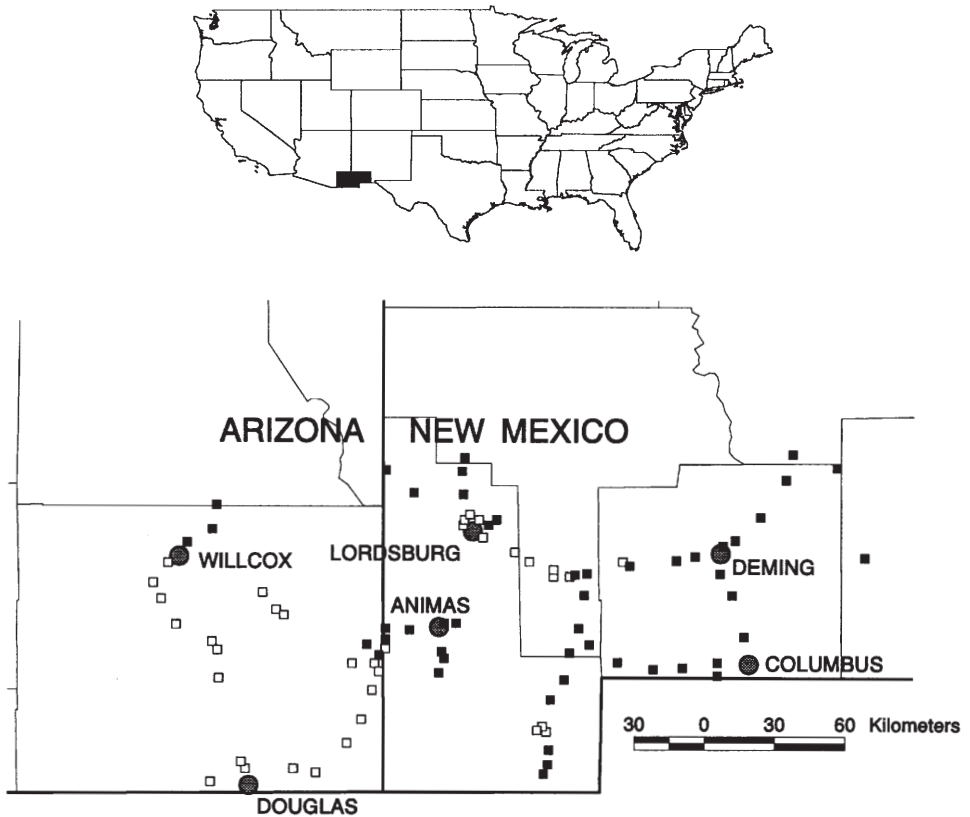 ARIZONA NEW MEXICO
WILLCOX
LORDSBURG
DEMING
ANIMAS
COLUMBUS
30 0 30 60 Kilometers
DOUGLAS